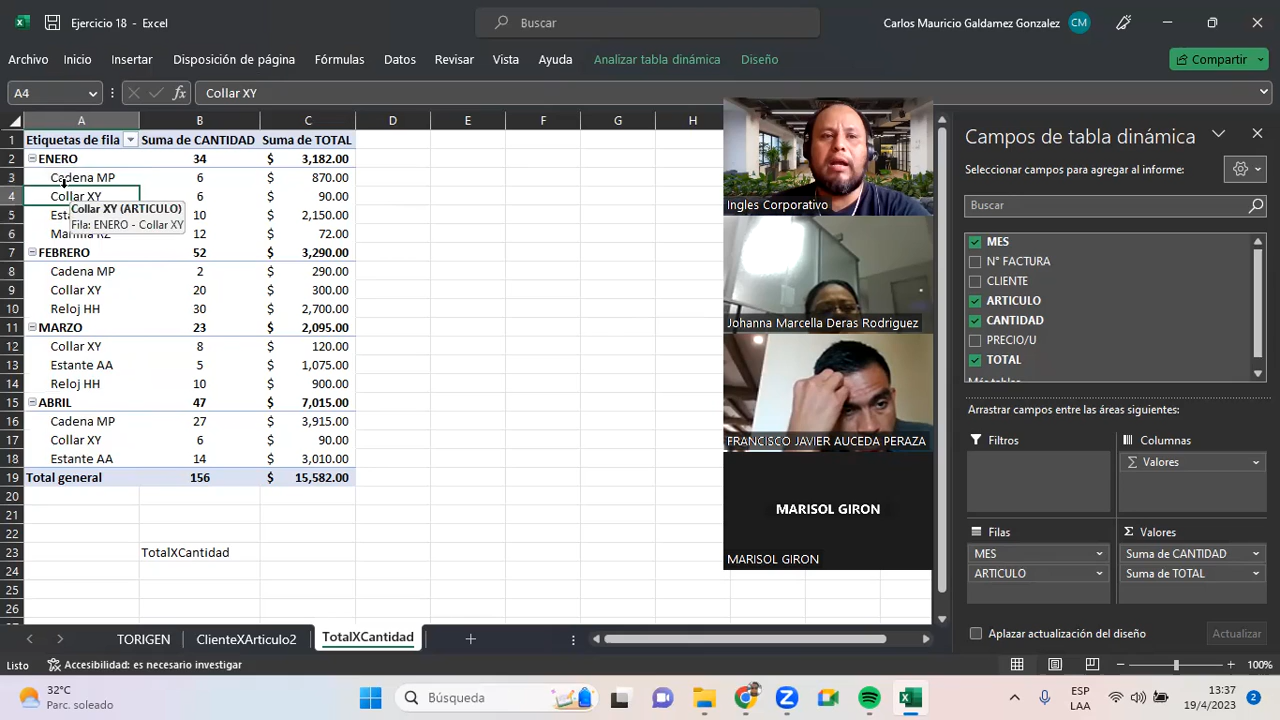 Ejercicio 18 - Excel
Buscar
Carlos Mauricio Galdamez Gonzalez
CM
Archivo Inicio Insertar Disposición de página Fórmulas Datos Revisar Vista Ayuda Analizar tabla dinámica Diseño
Compartir
A4
fx
Collar XY
A B C D E F G H
1 Etiquetas de fila Suma de CANTIDAD Suma de TOTAL
2 ENERO 34 $ 3,182.00
3 Cadena MP 6 $ 870.00
4 Collar XY 6 $ 90.00
5 Esta 10 $ 2,150.00
6 12 $ 72.00
7 FEBRERO 52 $ 3,290.00
8 Cadena MP 2 $ 290.00
9 Collar XY 20 $ 300.00
10 Reloj HH 30 $ 2,700.00
11 MARZO 23 $ 2,095.00
12 Collar XY 8 $ 120.00
13 Estante AA 5 $ 1,075.00
14 Reloj HH 10 $ 900.00
15 ABRIL 47 $ 7,015.00
16 Cadena MP 27 $ 3,915.00
17 Collar XY 6 $ 90.00
18 Estante AA 14 $ 3,010.00
19 Total general 156 $ 15,582.00
20
21
22
23 TotalXCantidad
24
25
26
Collar XY (ARTICULO)
Fila: ENERO - Collar XY
Ingles Corporativo
Johanna Marcella Deras Rodriguez
FRANCISCO JAVIER AUCEDA PERAZA
MARISOL GIRON
MARISOL GIRON
Campos de tabla dinámica
Seleccionar campos para agregar al informe:
Buscar
MES
N° FACTURA
CLIENTE
ARTICULO
CANTIDAD
PRECIO/U
TOTAL
Más tablas
Arrastrar campos entre las áreas siguientes:
Filtros
Columnas
Σ Valores
Filas
MES
ARTICULO
Σ Valores
Suma de CANTIDAD
Suma de TOTAL
Aplazar actualización del diseño
Actualizar
TORIGEN ClienteXArticulo2 TotalXCantidad
Listo
Accesibilidad: es necesario investigar
100%
32°C
Parc. soleado
Búsqueda
ESP
LAA
13:37
19/4/2023
2